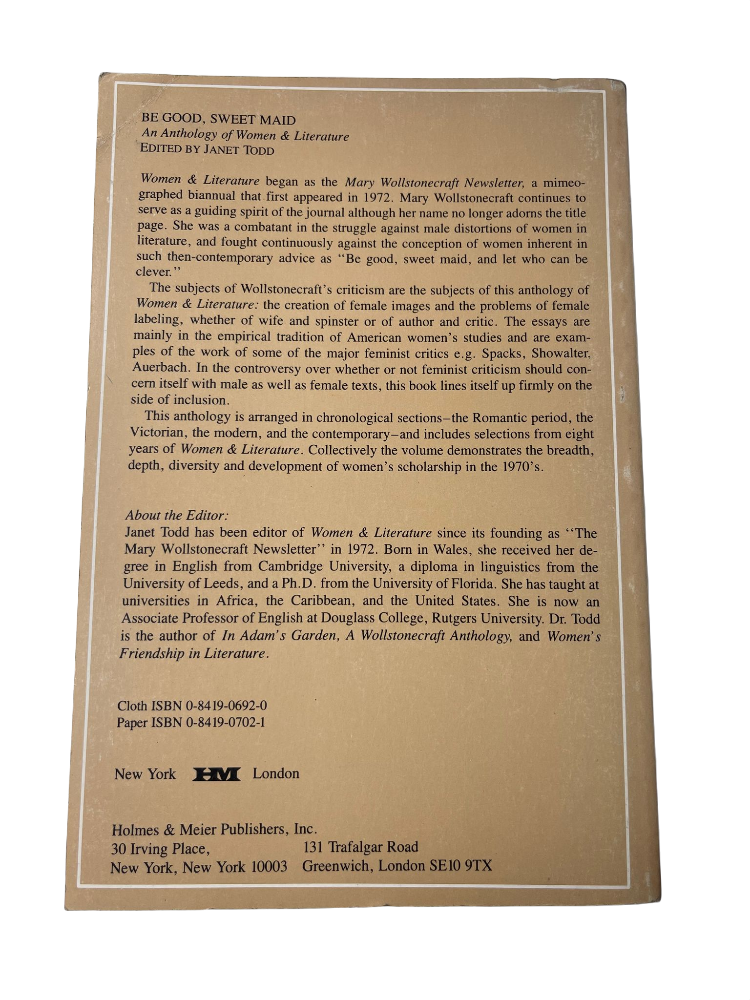 BE GOOD, SWEET MAID
An Anthology of Women & Literature
EDITED BY JANET TODD
Women & Literature began as the Mary Wollstonecraft Newsletter, a mimeo-
graphed biannual that first appeared in 1972. Mary Wollstonecraft continues to
serve as a guiding spirit of the journal although her name no longer adorns the title
page. She was a combatant in the struggle against male distortions of women in
literature, and fought continuously against the conception of women inherent in
such then-contemporary advice as “Be good, sweet maid, and let who can be
clever.”
The subjects of Wollstonecraft's criticism are the subjects of this anthology of
Women & Literature: the creation of female images and the problems of female
labeling, whether of wife and spinster or of author and critic. The essays are
mainly in the empirical tradition of American women's studies and are exam-
ples of the work of some of the major feminist critics e.g. Spacks, Showalter,
Auerbach. In the controversy over whether or not feminist criticism should con-
cern itself with male as well as female texts, this book lines itself up firmly on the
side of inclusion.
This anthology is arranged in chronological sections–the Romantic period, the
Victorian, the modern, and the contemporary–and includes selections from eight
years of Women & Literature. Collectively the volume demonstrates the breadth,
depth, diversity and development of women's scholarship in the 1970's.
About the Editor:
Janet Todd has been editor of Women & Literature since its founding as “The
Mary Wollstonecraft Newsletter” in 1972. Born in Wales, she received her de-
gree in English from Cambridge University, a diploma in linguistics from the
University of Leeds, and a Ph.D. from the University of Florida. She has taught at
universities in Africa, the Caribbean, and the United States. She is now an
Associate Professor of English at Douglass College, Rutgers University. Dr. Todd
is the author of In Adam's Garden, A Wollstonecraft Anthology, and Women's
Friendship in Literature.
Cloth ISBN 0-8419-0692-0
Paper ISBN 0-8419-0702-1
New York HM London
Holmes & Meier Publishers, Inc.
30 Irving Place, 131 Trafalgar Road
New York, New York 10003 Greenwich, London SE10 9TX